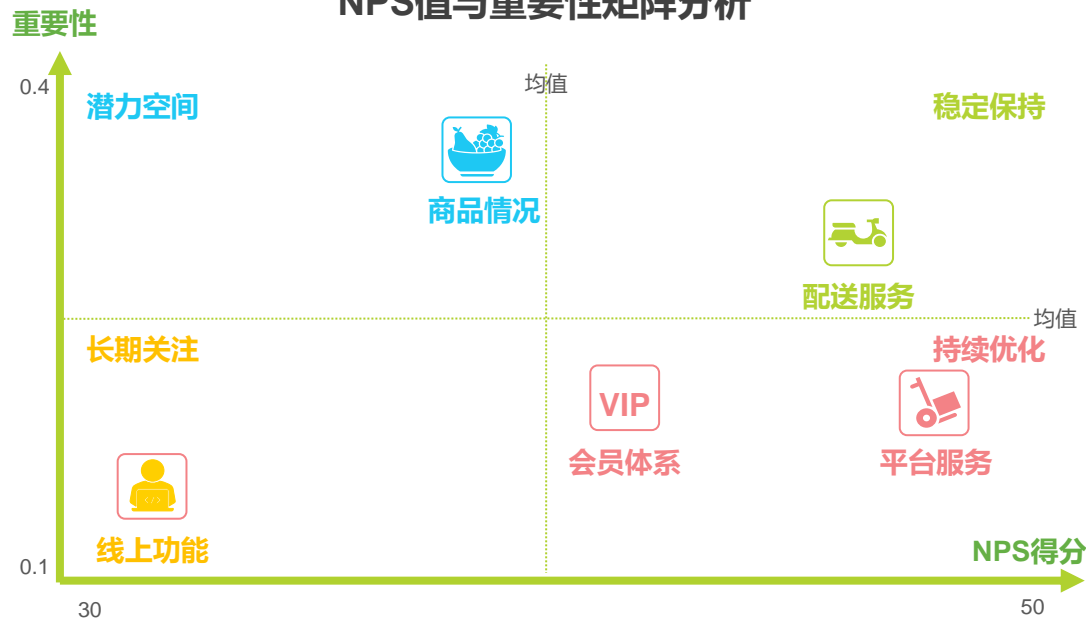 NPS值与重要性矩阵分析
重要性
0.4
均值
潜力空间
稳定保持
商品情况
配送服务
均值
长期关注
持续优化
VIP
会员体系
平台服务
线上功能
NPS得分
0.1
30
50